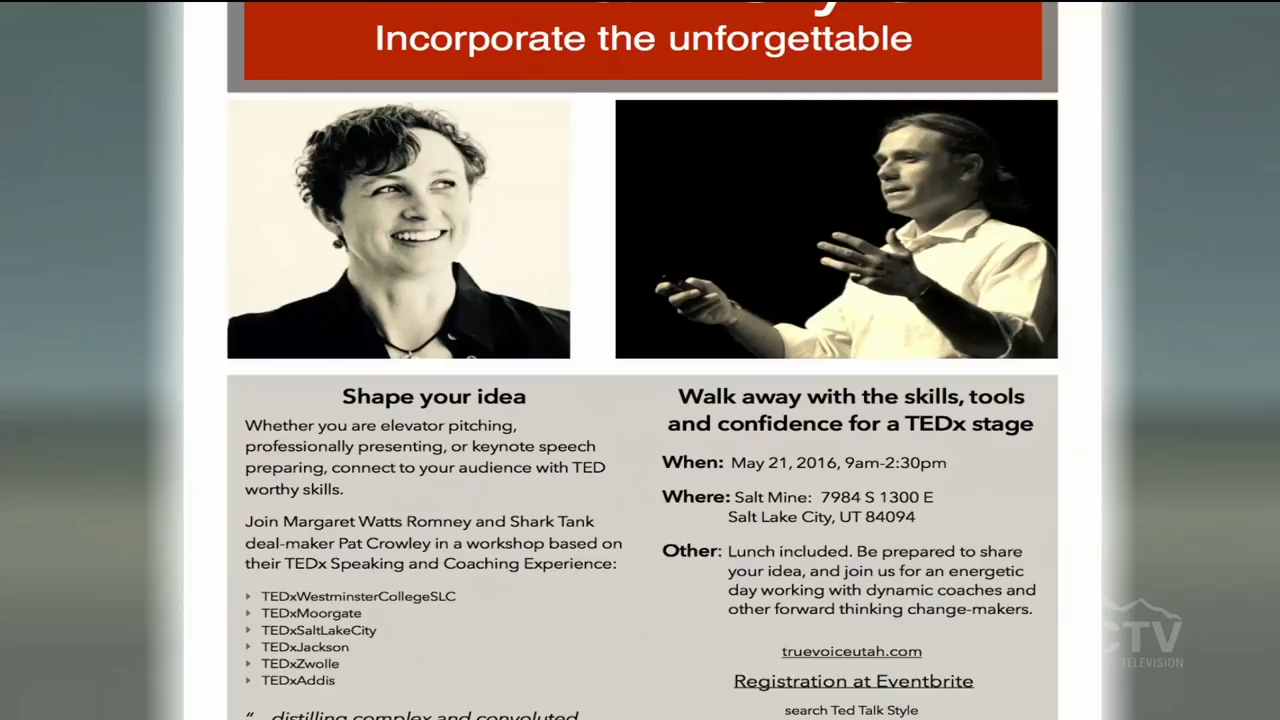 Incorporate the unforgettable
Shape your idea
Whether you are elevator pitching,
professionally presenting, or keynote speech
preparing, connect to your audience with TED
worthy skills.
Join Margaret Watts Romney and Shark Tank
deal-maker Pat Crowley in a workshop based on
their TEDx Speaking and Coaching Experience:
TEDxWestminsterCollegeSLC
TEDxMoorgate
TEDxSaltLakeCity
TEDxJackson
TEDxZwolle
TEDxAddis
"... distilling complex and convoluted
Walk away with the skills, tools
and confidence for a TEDx stage
When: May 21, 2016, 9am-2:30pm
Where: Salt Mine: 7984 S 1300 E
Salt Lake City, UT 84094
Other: Lunch included. Be prepared to share
your idea, and join us for an energetic
day working with dynamic coaches and
other forward thinking change-makers.
truevoiceutah.com
Registration at Eventbrite
search Ted Talk Style
CTV
TELEVISION